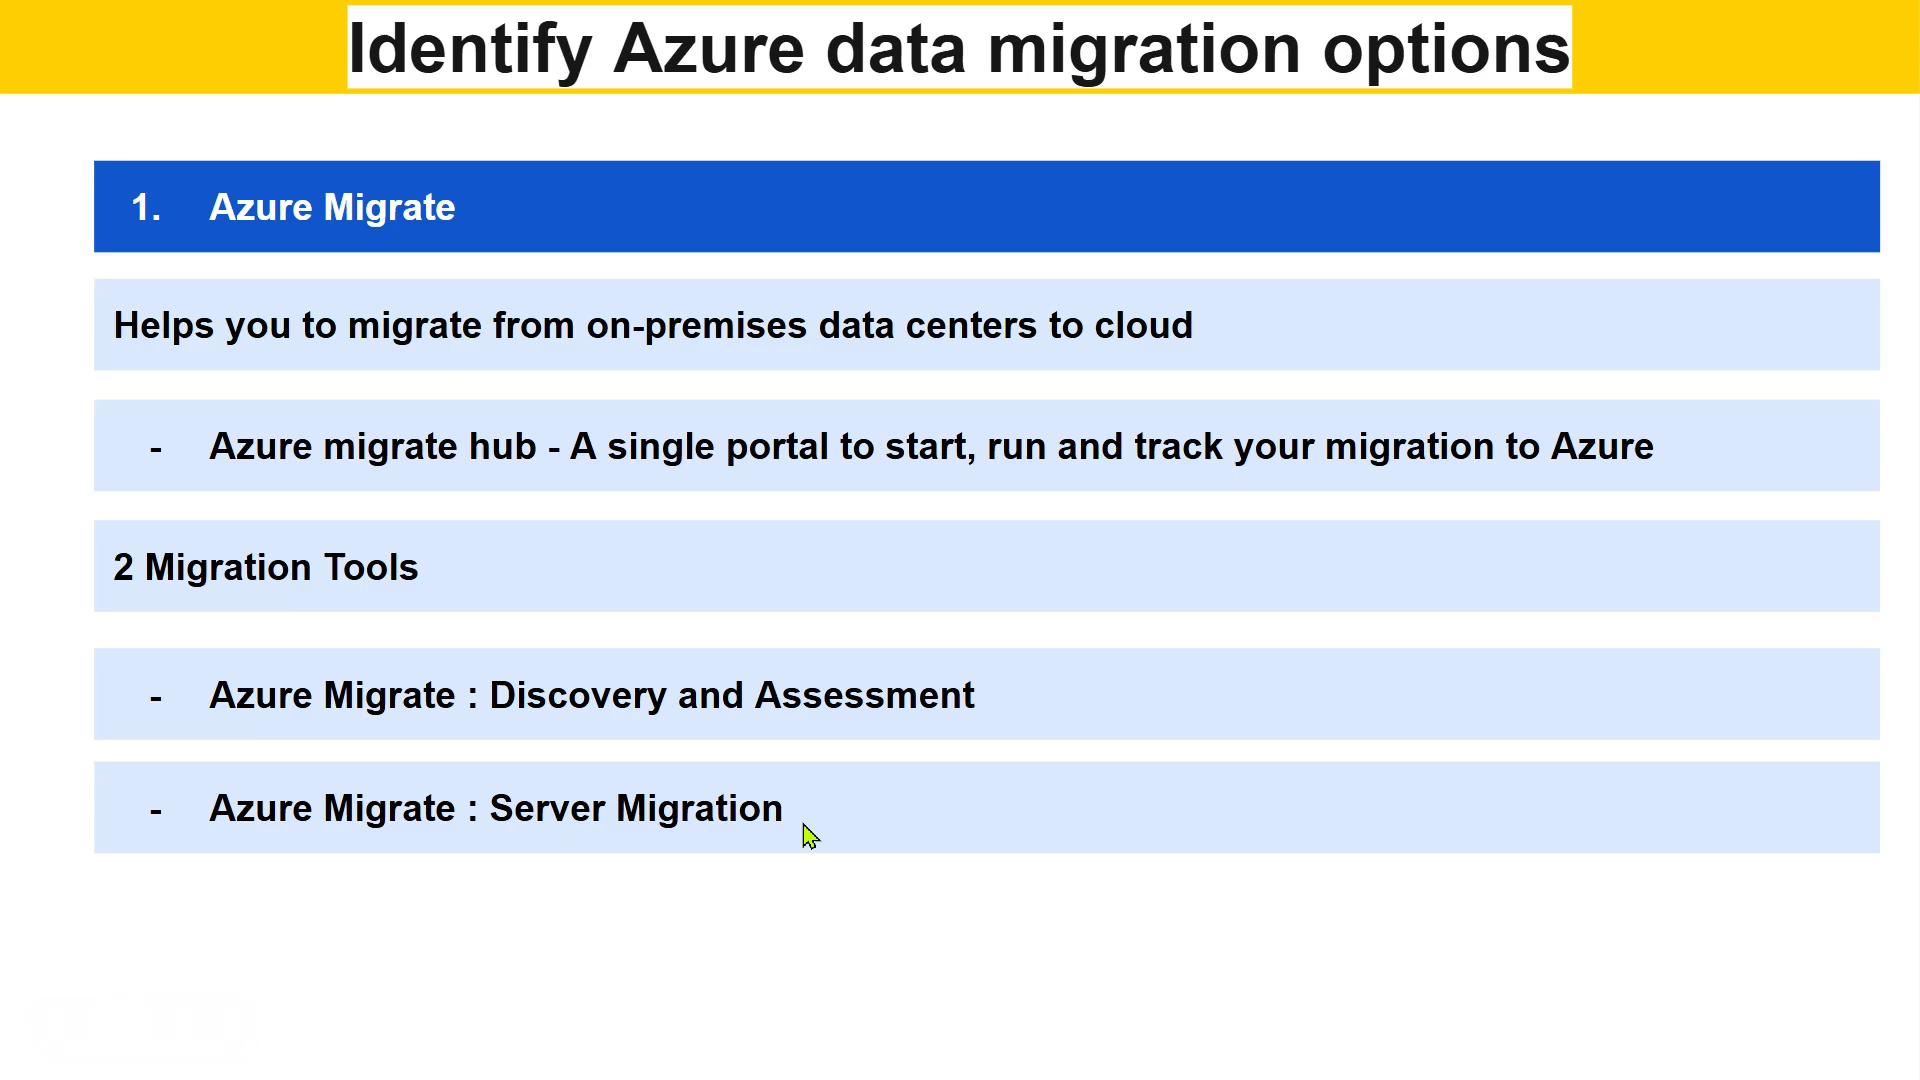 Identify Azure data migration options
1. Azure Migrate
Helps you to migrate from on-premises data centers to cloud
- Azure migrate hub - A single portal to start, run and track your migration to Azure
2 Migration Tools
- Azure Migrate : Discovery and Assessment
- Azure Migrate : Server Migration